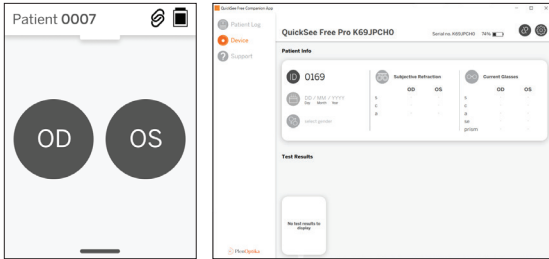 Patient 0007
OD
OS
QuickSee Free Companion App
Patient Log
Device
Support
QuickSee Free Pro K69JPCH0
Serial no. K69JPCH0 74%
Patient Info
ID 0169
DD / MM / YYYY
Day Month Year
select gender
Subjective Refraction
OD OS
s
c
a
Current Glasses
OD OS
s
c
a
se
prism
Test Results
No test results to
display
PlenOptika